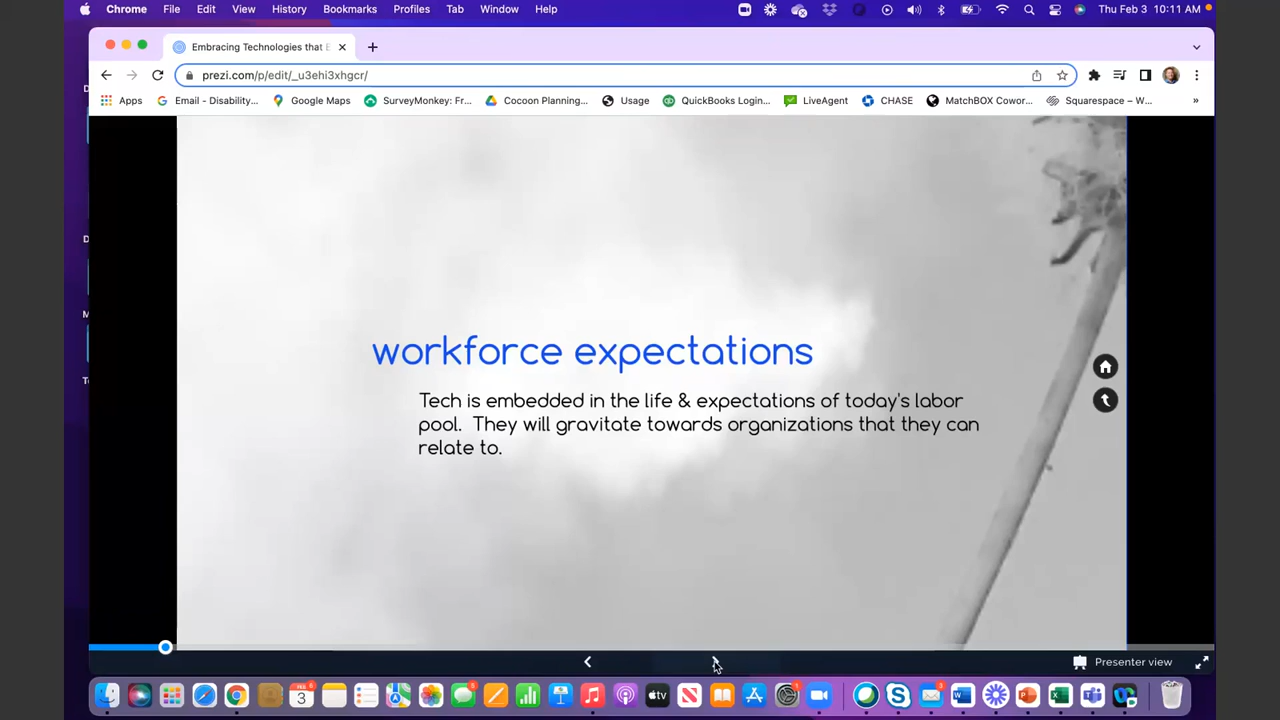 Chrome File Edit View History Bookmarks Profiles Tab Window Help Thu Feb 3 10:11 AM
Embracing Technologies that E
prezi.com/p/edit/_u3ehi3xhgcr/
Apps Email - Disability... Google Maps SurveyMonkey: Fr... Cocoon Planning... Usage QuickBooks Login... LiveAgent CHASE MatchBOX Cowor... Squarespace – W... »
workforce expectations
Tech is embedded in the life & expectations of today's labor
pool. They will gravitate towards organizations that they can
relate to.
Presenter view
3
tv